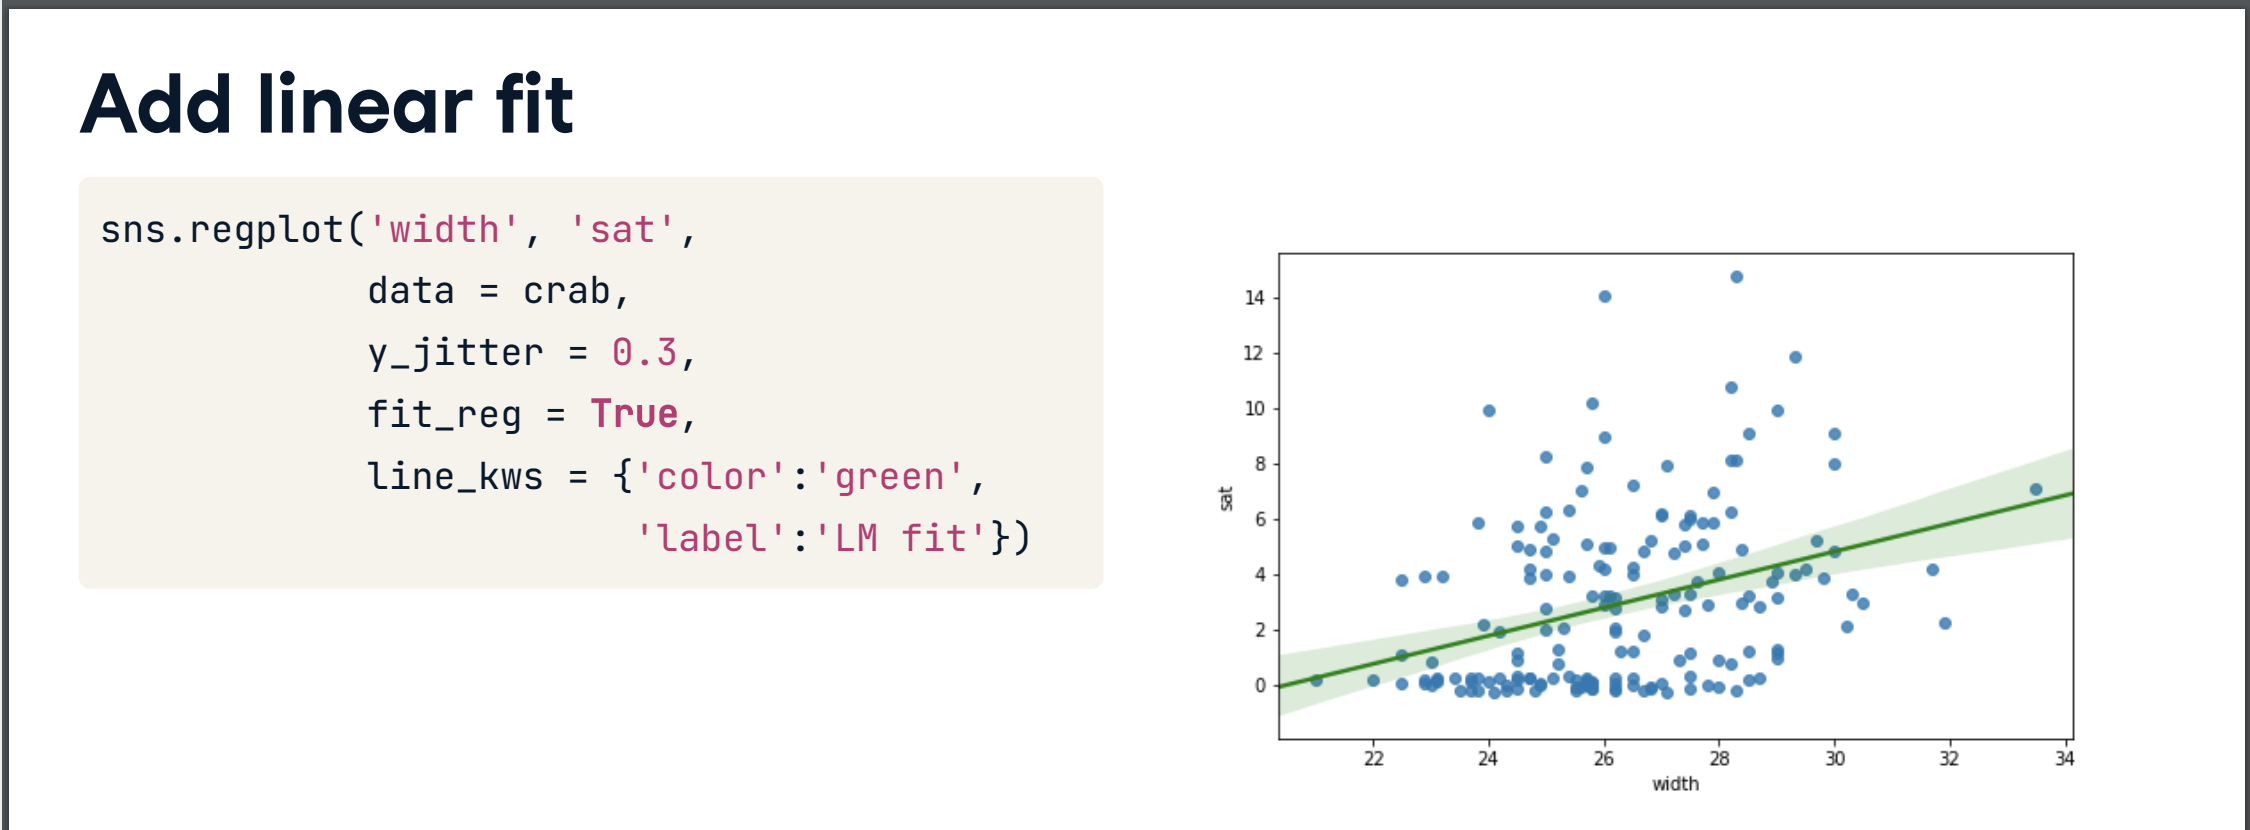 Add linear fit
sns.regplot('width', 'sat',
data = crab,
y_jitter = 0.3,
fit_reg = True,
line_kws = {'color':'green',
'label':'LM fit'})
14
12
10
8
6
4
2
0
sat
22 24 26 28 30 32 34
width